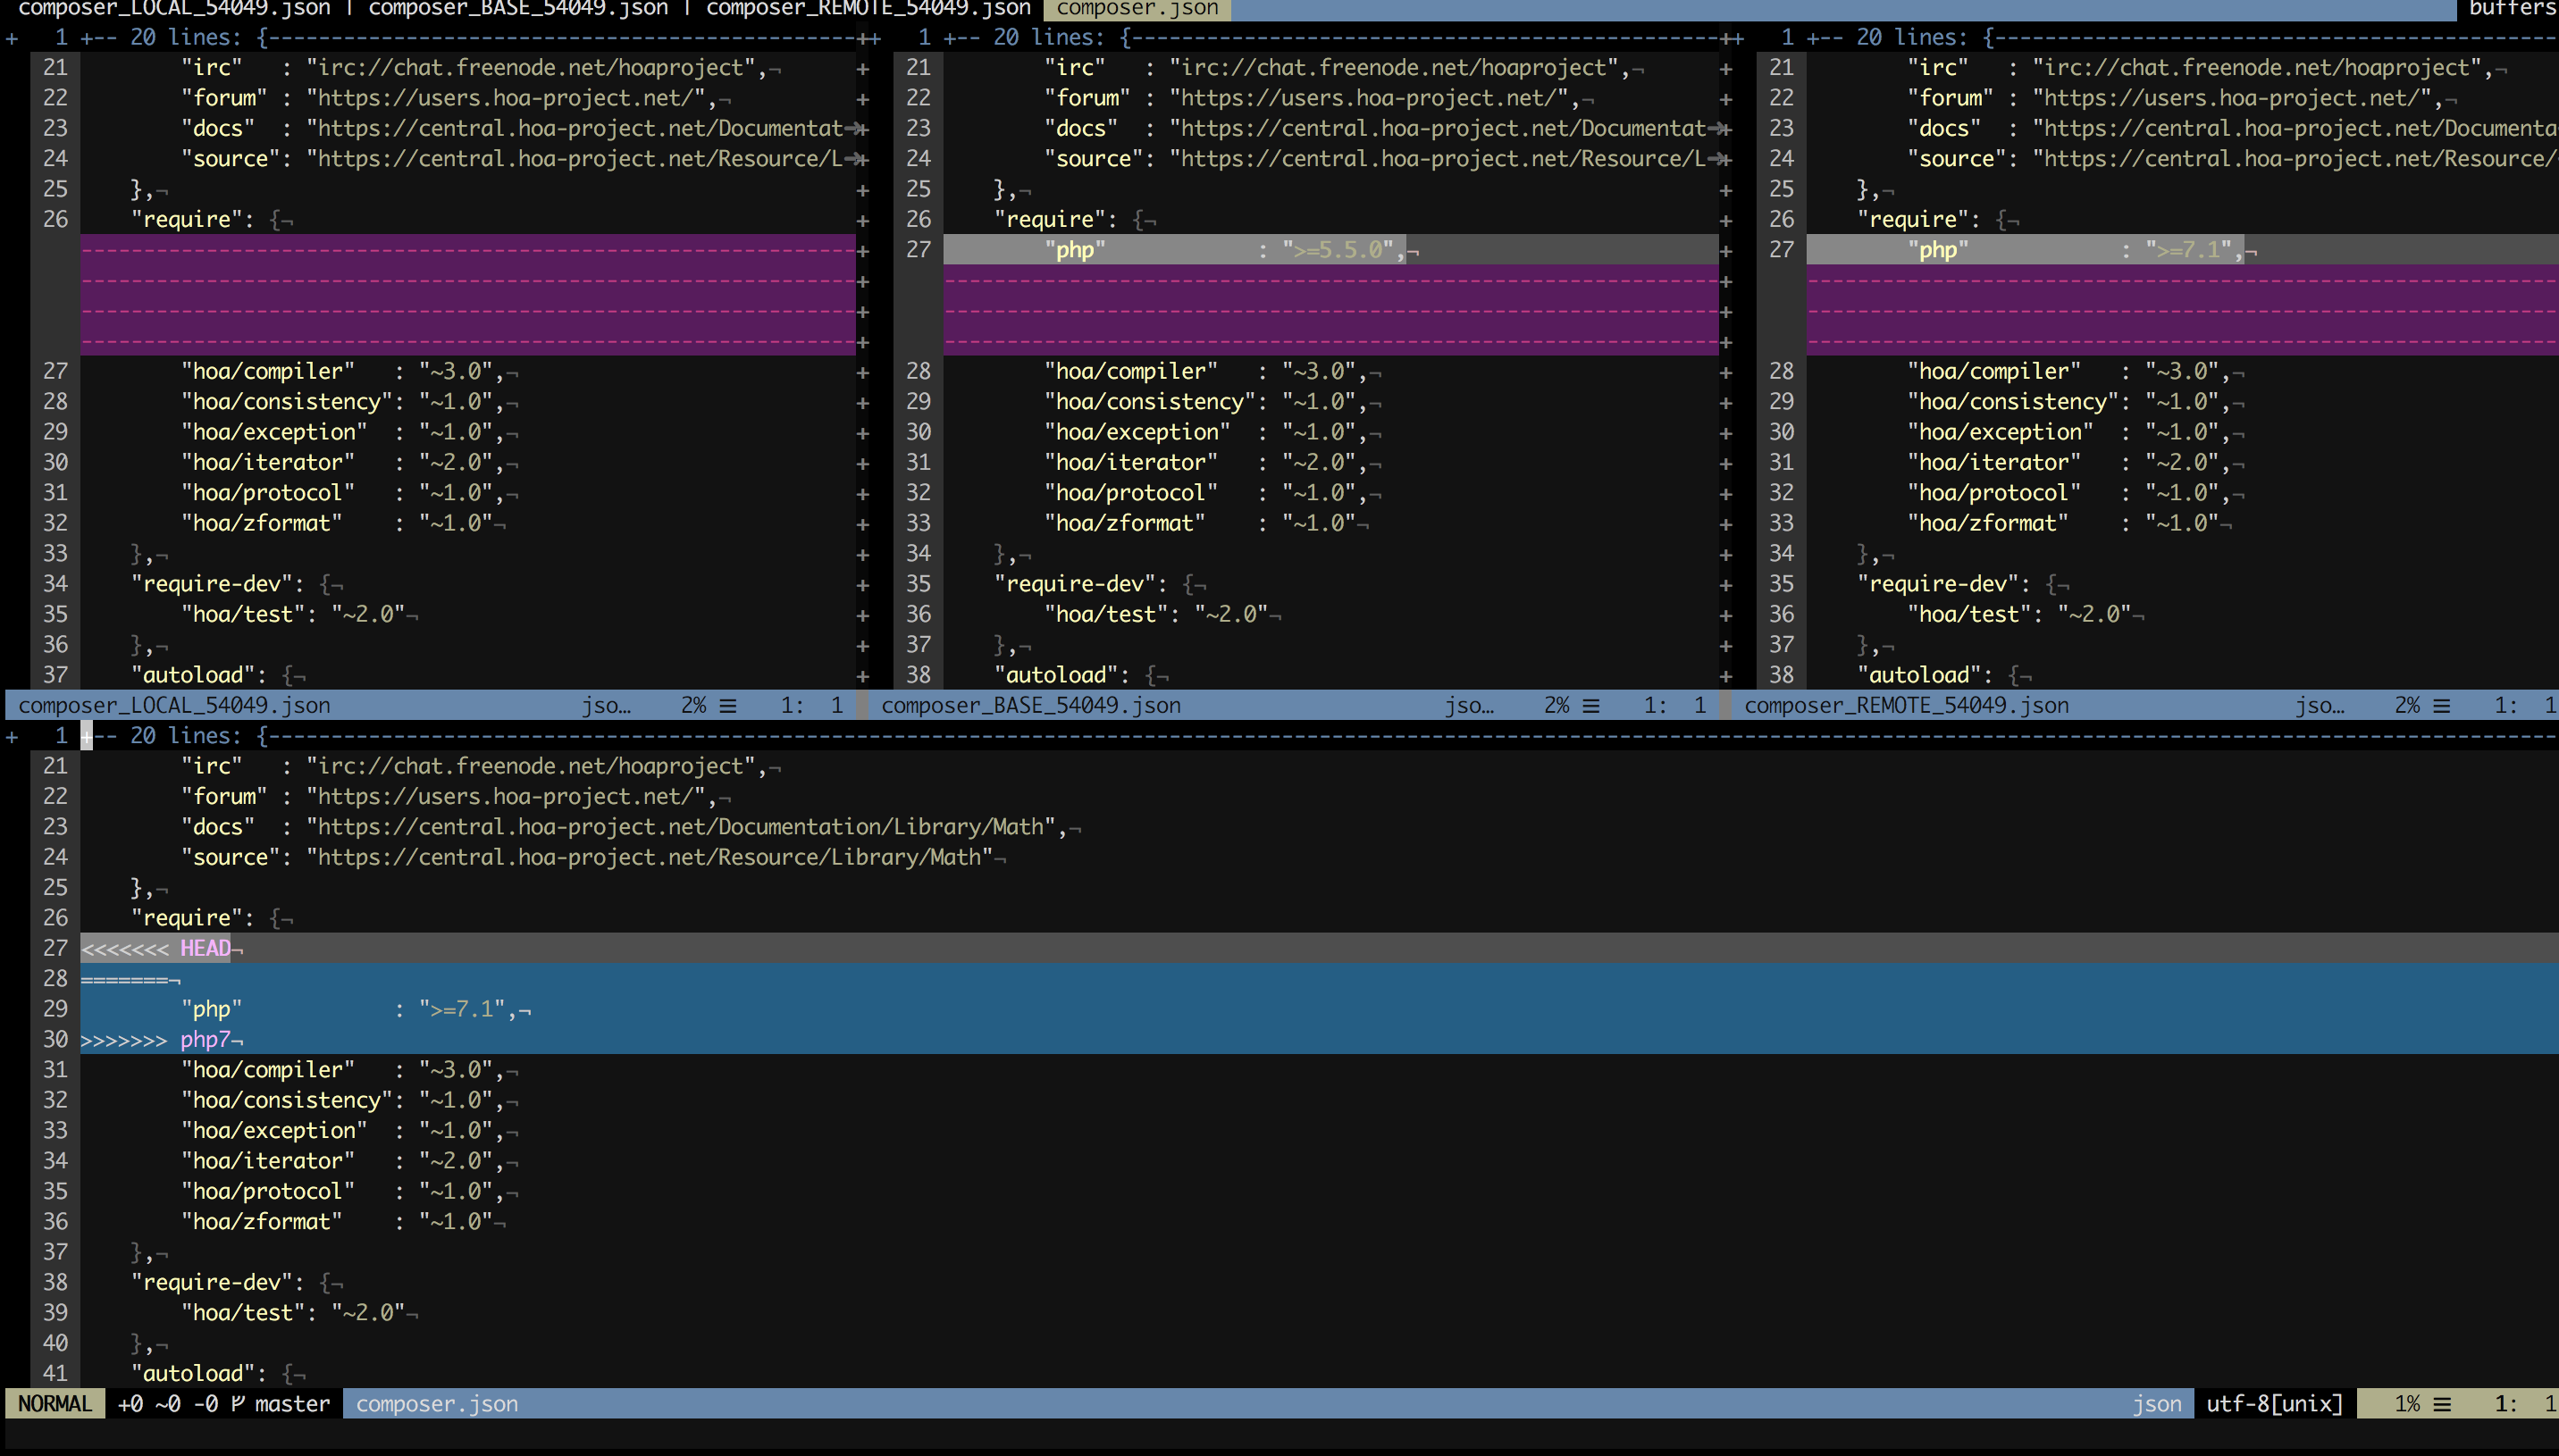 composer_LOCAL_54049.json | composer_BASE_54049.json | composer_REMOTE_54049.json composer.json buffers
+ 1 +-- 20 lines: {--------------------------------------------
21 "irc" : "irc://chat.freenode.net/hoaproject",¬
22 "forum" : "https://users.hoa-project.net/",¬
23 "docs" : "https://central.hoa-project.net/Documentat
24 "source": "https://central.hoa-project.net/Resource/L
25 },¬
26 "require": {¬
27 "hoa/compiler" : "~3.0",¬
28 "hoa/consistency": "~1.0",¬
29 "hoa/exception" : "~1.0",¬
30 "hoa/iterator" : "~2.0",¬
31 "hoa/protocol" : "~1.0",¬
32 "hoa/zformat" : "~1.0"¬
33 },¬
34 "require-dev": {¬
35 "hoa/test": "~2.0"¬
36 },¬
37 "autoload": {¬
composer_LOCAL_54049.json jso… 2% ☰ 1: 1
+ 1 +-- 20 lines: {--------------------------------------------
21 "irc" : "irc://chat.freenode.net/hoaproject",¬
22 "forum" : "https://users.hoa-project.net/",¬
23 "docs" : "https://central.hoa-project.net/Documentat
24 "source": "https://central.hoa-project.net/Resource/L
25 },¬
26 "require": {¬
27 "php" : ">=5.5.0",¬
28 "hoa/compiler" : "~3.0",¬
29 "hoa/consistency": "~1.0",¬
30 "hoa/exception" : "~1.0",¬
31 "hoa/iterator" : "~2.0",¬
32 "hoa/protocol" : "~1.0",¬
33 "hoa/zformat" : "~1.0"¬
34 },¬
35 "require-dev": {¬
36 "hoa/test": "~2.0"¬
37 },¬
38 "autoload": {¬
composer_BASE_54049.json jso… 2% ☰ 1: 1
+ 1 +-- 20 lines: {--------------------------------------------
21 "irc" : "irc://chat.freenode.net/hoaproject",¬
22 "forum" : "https://users.hoa-project.net/",¬
23 "docs" : "https://central.hoa-project.net/Documenta
24 "source": "https://central.hoa-project.net/Resource/
25 },¬
26 "require": {¬
27 "php" : ">=7.1",¬
28 "hoa/compiler" : "~3.0",¬
29 "hoa/consistency": "~1.0",¬
30 "hoa/exception" : "~1.0",¬
31 "hoa/iterator" : "~2.0",¬
32 "hoa/protocol" : "~1.0",¬
33 "hoa/zformat" : "~1.0"¬
34 },¬
35 "require-dev": {¬
36 "hoa/test": "~2.0"¬
37 },¬
38 "autoload": {¬
composer_REMOTE_54049.json jso… 2% ☰ 1: 1
+ 1 +-- 20 lines: {--------------------------------------------
21 "irc" : "irc://chat.freenode.net/hoaproject",¬
22 "forum" : "https://users.hoa-project.net/",¬
23 "docs" : "https://central.hoa-project.net/Documentation/Library/Math",¬
24 "source": "https://central.hoa-project.net/Resource/Library/Math"¬
25 },¬
26 "require": {¬
27 <<<<<<< HEAD¬
28 =======¬
29 "php" : ">=7.1",¬
30 >>>>>>> php7¬
31 "hoa/compiler" : "~3.0",¬
32 "hoa/consistency": "~1.0",¬
33 "hoa/exception" : "~1.0",¬
34 "hoa/iterator" : "~2.0",¬
35 "hoa/protocol" : "~1.0",¬
36 "hoa/zformat" : "~1.0"¬
37 },¬
38 "require-dev": {¬
39 "hoa/test": "~2.0"¬
40 },¬
41 "autoload": {¬
NORMAL +0 ~0 -0 master composer.json json utf-8[unix] 1% ☰ 1: 1